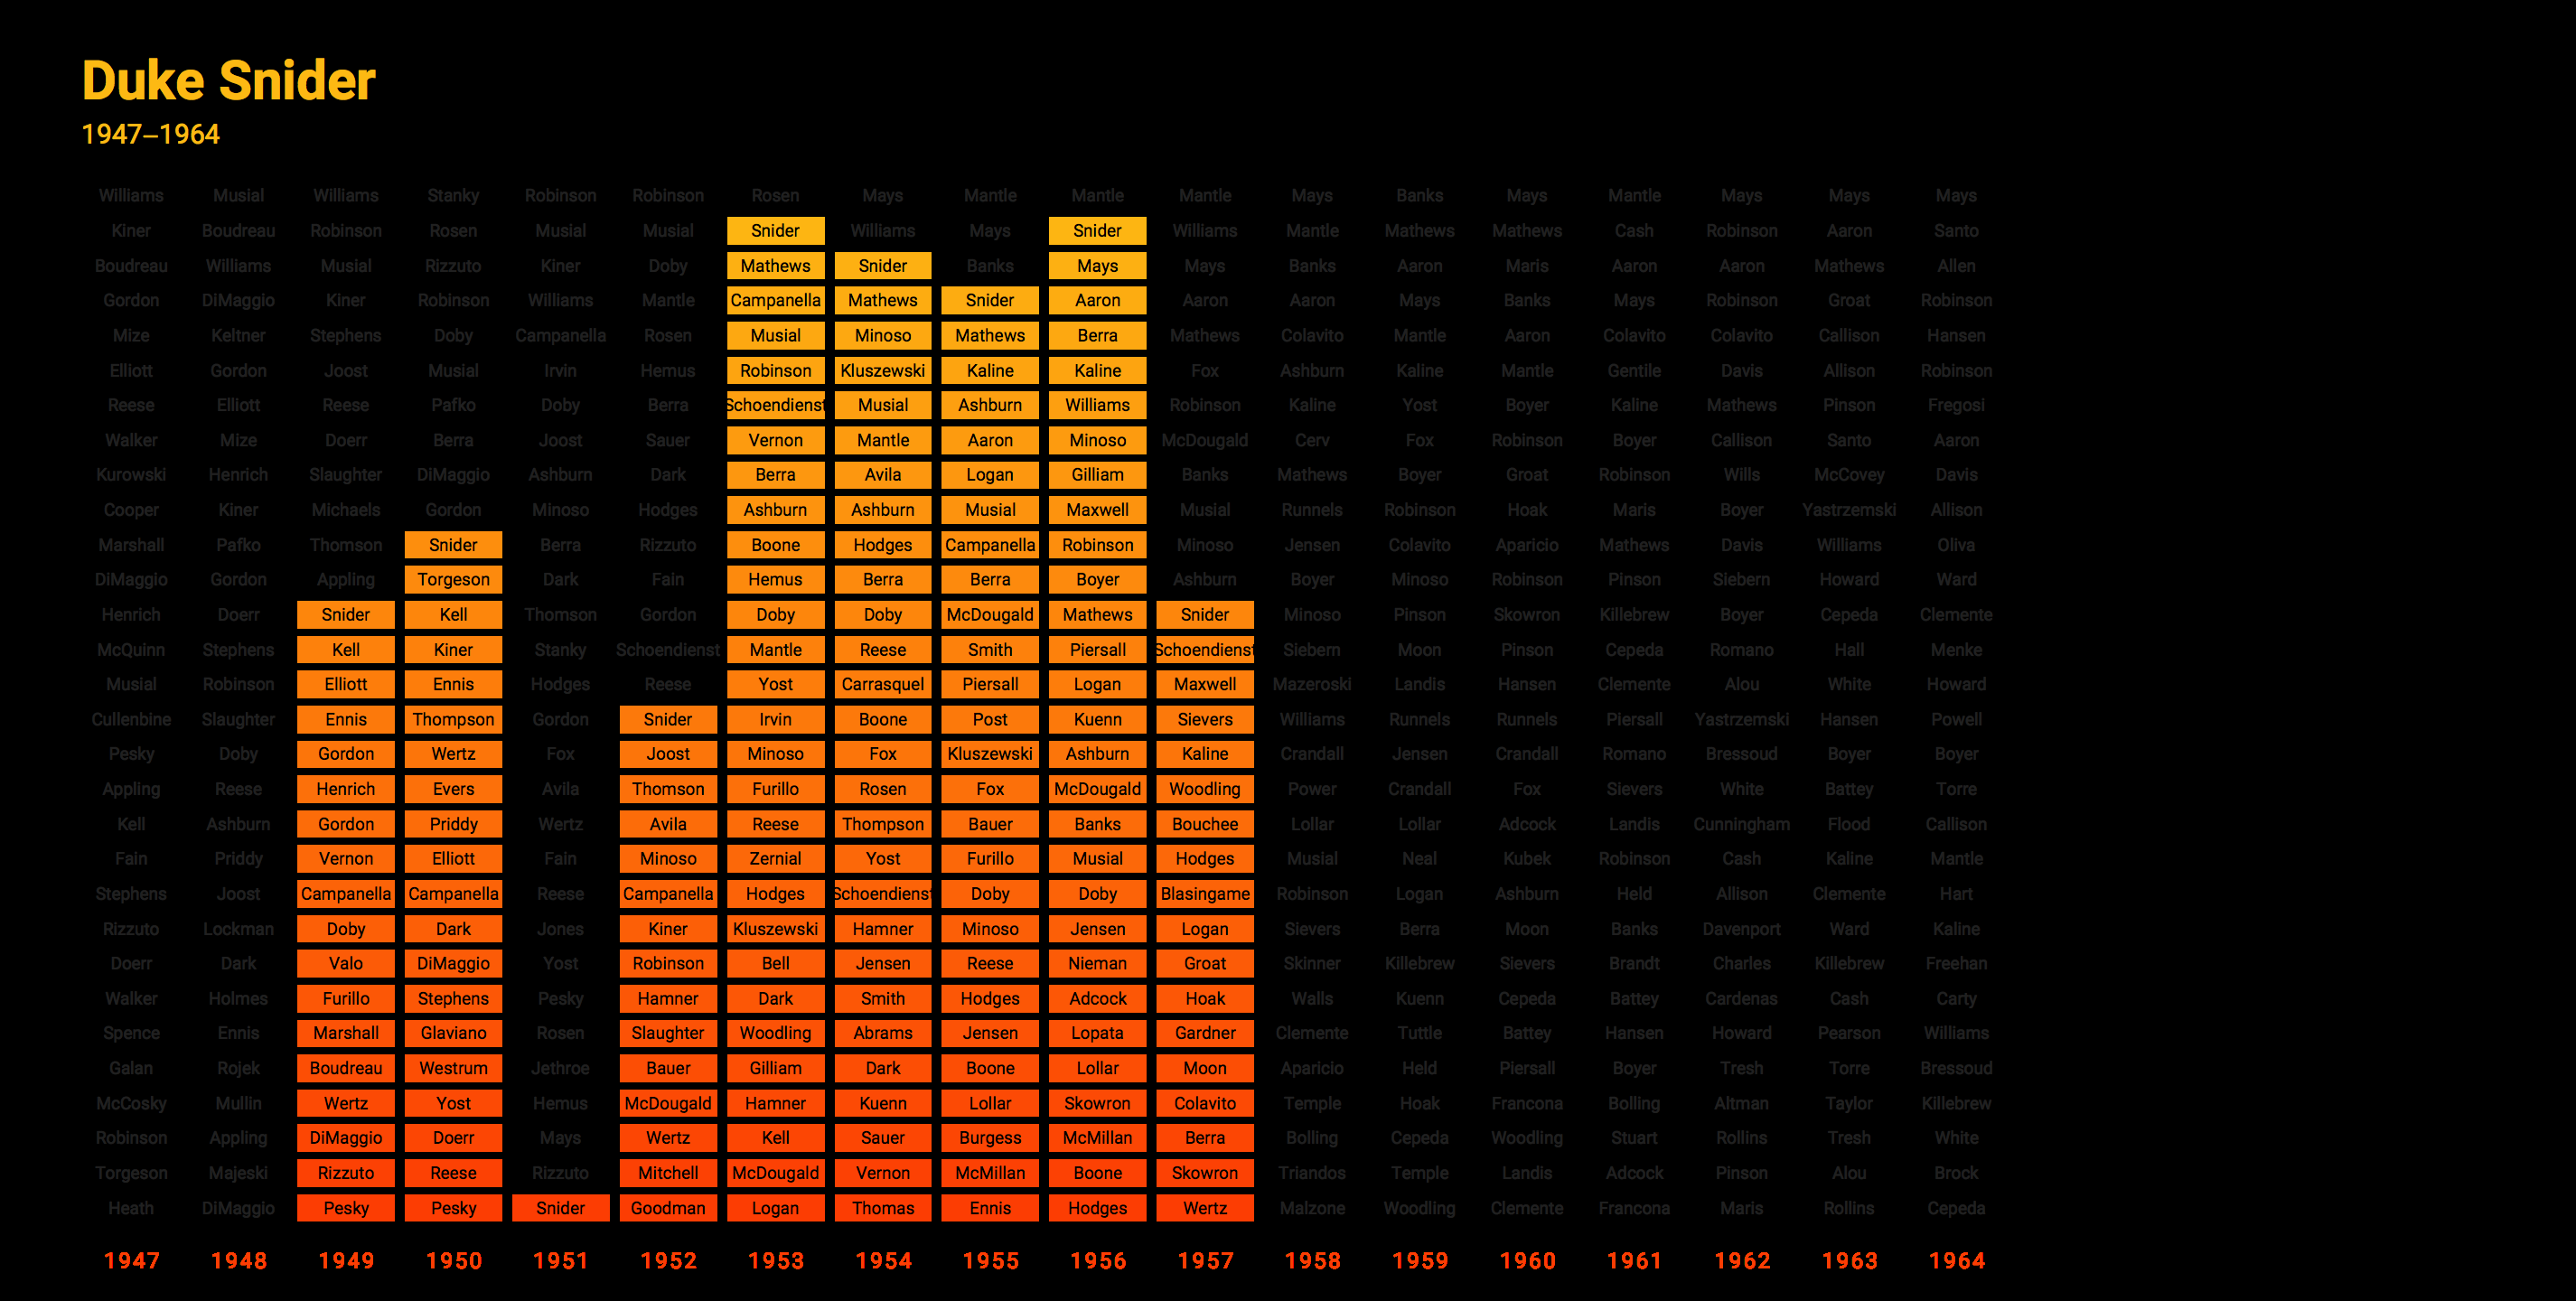 Duke Snider
1947–1964
Williams Musial Williams Stanky Robinson Robinson Rosen Mays Mantle Mantle Mantle Mays Banks Mays Mantle Mays Mays Mays
Kiner Boudreau Robinson Rosen Musial Musial Snider Williams Mays Snider Williams Mantle Mathews Mathews Cash Robinson Aaron Santo
Boudreau Williams Musial Rizzuto Kiner Doby Mathews Snider Banks Mays Mays Banks Aaron Maris Aaron Aaron Mathews Allen
Gordon DiMaggio Kiner Robinson Williams Mantle Campanella Mathews Snider Aaron Aaron Aaron Mays Banks Mays Robinson Groat Robinson
Mize Keltner Stephens Doby Campanella Rosen Musial Minoso Mathews Berra Mathews Colavito Mantle Aaron Colavito Colavito Callison Hansen
Elliott Gordon Joost Musial Irvin Hemus Robinson Kluszewski Kaline Kaline Fox Ashburn Kaline Mantle Gentile Davis Allison Robinson
Reese Elliott Reese Pafko Doby Berra Schoendienst Musial Ashburn Williams Robinson Kaline Yost Boyer Kaline Mathews Pinson Fregosi
Walker Mize Doerr Berra Joost Sauer Vernon Mantle Aaron Minoso McDougald Cerv Fox Robinson Boyer Callison Santo Aaron
Kurowski Henrich Slaughter DiMaggio Ashburn Dark Berra Avila Logan Gilliam Banks Mathews Boyer Groat Robinson Wills McCovey Davis
Cooper Kiner Michaels Gordon Minoso Hodges Ashburn Ashburn Musial Maxwell Musial Runnels Robinson Hoak Maris Boyer Yastrzemski Allison
Marshall Pafko Thomson Snider Berra Rizzuto Boone Hodges Campanella Robinson Minoso Jensen Colavito Aparicio Mathews Davis Williams Oliva
DiMaggio Gordon Appling Torgeson Dark Fain Hemus Berra Berra Boyer Ashburn Boyer Minoso Robinson Pinson Siebern Howard Ward
Henrich Doerr Snider Kell Thomson Gordon Doby Doby McDougald Mathews Snider Minoso Pinson Skowron Killebrew Boyer Cepeda Clemente
McQuinn Stephens Kell Kiner Stanky Schoendienst Mantle Reese Smith Piersall Schoendienst Siebern Moon Pinson Cepeda Romano Hall Menke
Musial Robinson Elliott Ennis Hodges Reese Yost Carrasquel Piersall Logan Maxwell Mazeroski Landis Hansen Clemente Alou White Howard
Cullenbine Slaughter Ennis Thompson Gordon Snider Irvin Boone Post Kuenn Sievers Williams Runnels Runnels Piersall Yastrzemski Hansen Powell
Pesky Doby Gordon Wertz Fox Joost Minoso Fox Kluszewski Ashburn Kaline Crandall Jensen Crandall Romano Bressoud Boyer Boyer
Appling Reese Henrich Evers Avila Thomson Furillo Rosen Fox McDougald Woodling Power Crandall Fox Sievers White Battey Torre
Kell Ashburn Gordon Priddy Wertz Avila Reese Thompson Bauer Banks Bouchee Lollar Lollar Adcock Landis Cunningham Flood Callison
Fain Priddy Vernon Elliott Fain Minoso Zernial Yost Furillo Musial Hodges Musial Neal Kubek Robinson Cash Kaline Mantle
Stephens Joost Campanella Campanella Reese Campanella Hodges Schoendienst Doby Doby Blasingame Robinson Logan Ashburn Held Allison Clemente Hart
Rizzuto Lockman Doby Dark Jones Kiner Kluszewski Hamner Minoso Jensen Logan Sievers Berra Moon Banks Davenport Ward Kaline
Doerr Dark Valo DiMaggio Yost Robinson Bell Jensen Reese Nieman Groat Skinner Killebrew Sievers Brandt Charles Killebrew Freehan
Walker Holmes Furillo Stephens Pesky Hamner Dark Smith Hodges Adcock Hoak Walls Kuenn Cepeda Battey Cardenas Cash Carty
Spence Ennis Marshall Glaviano Rosen Slaughter Woodling Abrams Jensen Lopata Gardner Clemente Tuttle Battey Hansen Howard Pearson Williams
Galan Rojek Boudreau Westrum Jethroe Bauer Gilliam Dark Boone Lollar Moon Aparicio Held Piersall Boyer Tresh Torre Bressoud
McCosky Mullin Wertz Yost Hemus McDougald Hamner Kuenn Lollar Skowron Colavito Temple Hoak Francona Bolling Altman Taylor Killebrew
Robinson Appling DiMaggio Doerr Mays Wertz Kell Sauer Burgess McMillan Berra Bolling Cepeda Woodling Stuart Rollins Tresh White
Torgeson Majeski Rizzuto Reese Rizzuto Mitchell McDougald Vernon McMillan Boone Skowron Triandos Temple Landis Adcock Pinson Alou Brock
Heath DiMaggio Pesky Pesky Snider Goodman Logan Thomas Ennis Hodges Wertz Malzone Woodling Clemente Francona Maris Rollins Cepeda
1947 1948 1949 1950 1951 1952 1953 1954 1955 1956 1957 1958 1959 1960 1961 1962 1963 1964